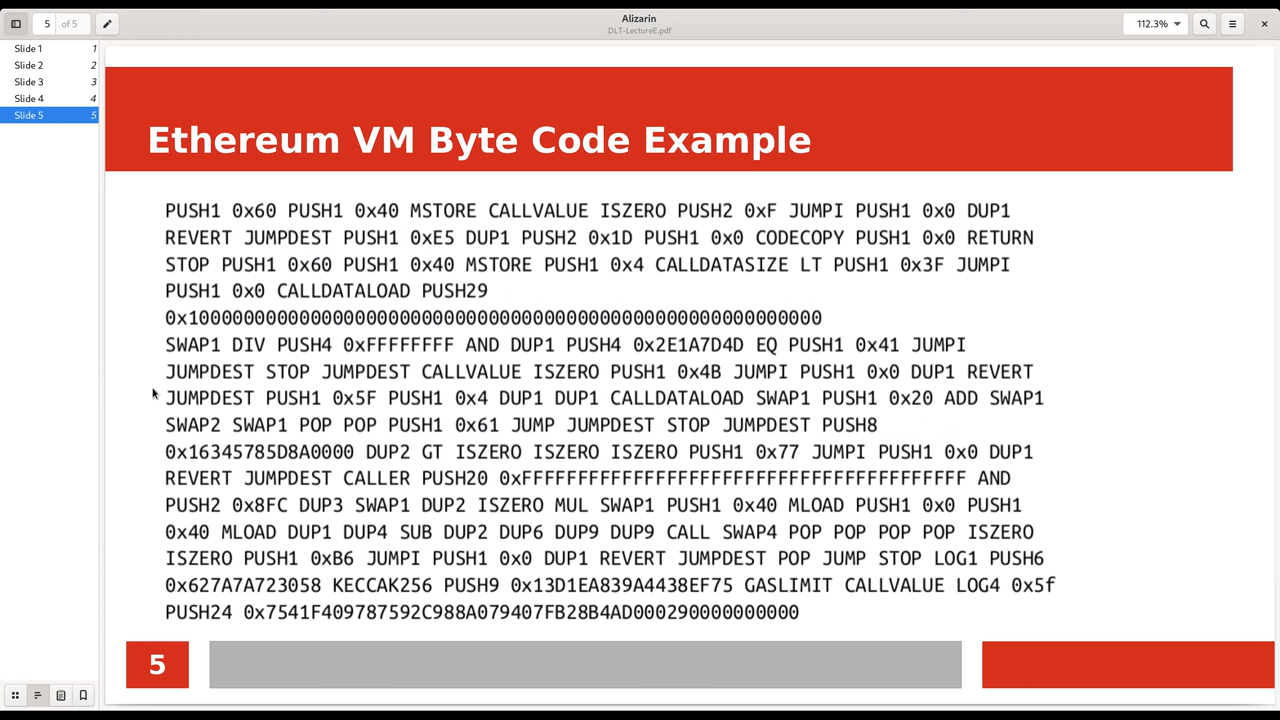 Alizarin
DLT-LectureE.pdf
5 of 5
112.3%
Slide 1 1
Slide 2 2
Slide 3 3
Slide 4 4
Slide 5 5
Ethereum VM Byte Code Example
PUSH1 0x60 PUSH1 0x40 MSTORE CALLVALUE ISZERO PUSH2 0xF JUMPI PUSH1 0x0 DUP1
REVERT JUMPDEST PUSH1 0xE5 DUP1 PUSH2 0x1D PUSH1 0x0 CODECOPY PUSH1 0x0 RETURN
STOP PUSH1 0x60 PUSH1 0x40 MSTORE PUSH1 0x4 CALLDATASIZE LT PUSH1 0x3F JUMPI
PUSH1 0x0 CALLDATALOAD PUSH29
0x100000000000000000000000000000000000000000000000000000000
SWAP1 DIV PUSH4 0xFFFFFFFF AND DUP1 PUSH4 0x2E1A7D4D EQ PUSH1 0x41 JUMPI
JUMPDEST STOP JUMPDEST CALLVALUE ISZERO PUSH1 0x4B JUMPI PUSH1 0x0 DUP1 REVERT
JUMPDEST PUSH1 0x5F PUSH1 0x4 DUP1 DUP1 CALLDATALOAD SWAP1 PUSH1 0x20 ADD SWAP1
SWAP2 SWAP1 POP POP PUSH1 0x61 JUMP JUMPDEST STOP JUMPDEST PUSH8
0x16345785D8A0000 DUP2 GT ISZERO ISZERO ISZERO PUSH1 0x77 JUMPI PUSH1 0x0 DUP1
REVERT JUMPDEST CALLER PUSH20 0xFFFFFFFFFFFFFFFFFFFFFFFFFFFFFFFFFFFFFFFF AND
PUSH2 0x8FC DUP3 SWAP1 DUP2 ISZERO MUL SWAP1 PUSH1 0x40 MLOAD PUSH1 0x0 PUSH1
0x40 MLOAD DUP1 DUP4 SUB DUP2 DUP6 DUP9 DUP9 CALL SWAP4 POP POP POP POP ISZERO
ISZERO PUSH1 0xB6 JUMPI PUSH1 0x0 DUP1 REVERT JUMPDEST POP JUMP STOP LOG1 PUSH6
0x627A7A723058 KECCAK256 PUSH9 0x13D1EA839A4438EF75 GASLIMIT CALLVALUE LOG4 0x5f
PUSH24 0x7541F409787592C988A079407FB28B4AD000290000000000
5